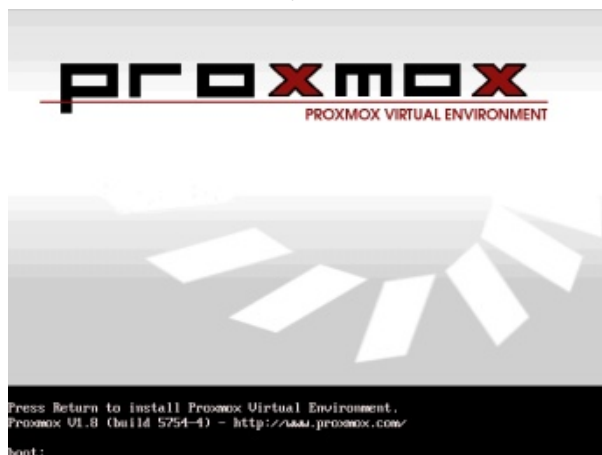 proxmox
PROXMOX VIRTUAL ENVIRONMENT
Press Return to install Proxmox Virtual Environment.
Proxmox V1.8 (build 5754-4) - http://www.proxmox.com/
boot: